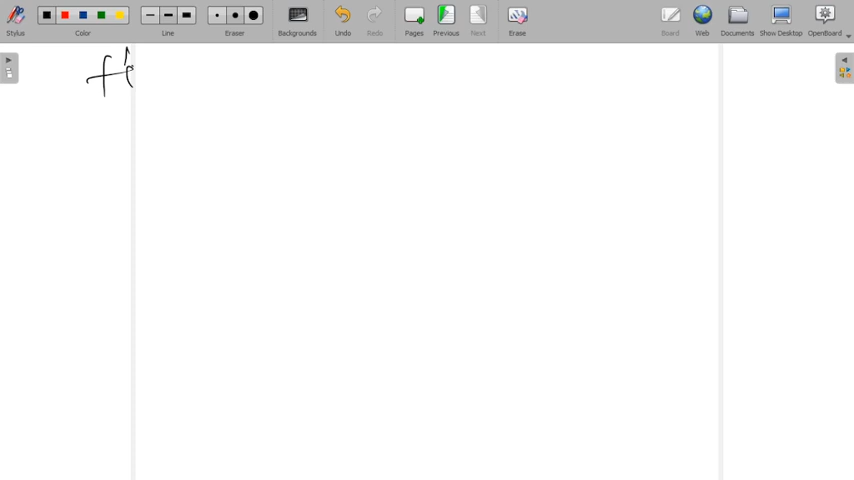 Stylus Color Line Eraser Backgrounds Undo Redo Pages Previous Next Erase Board Web Documents Show Desktop OpenBoard